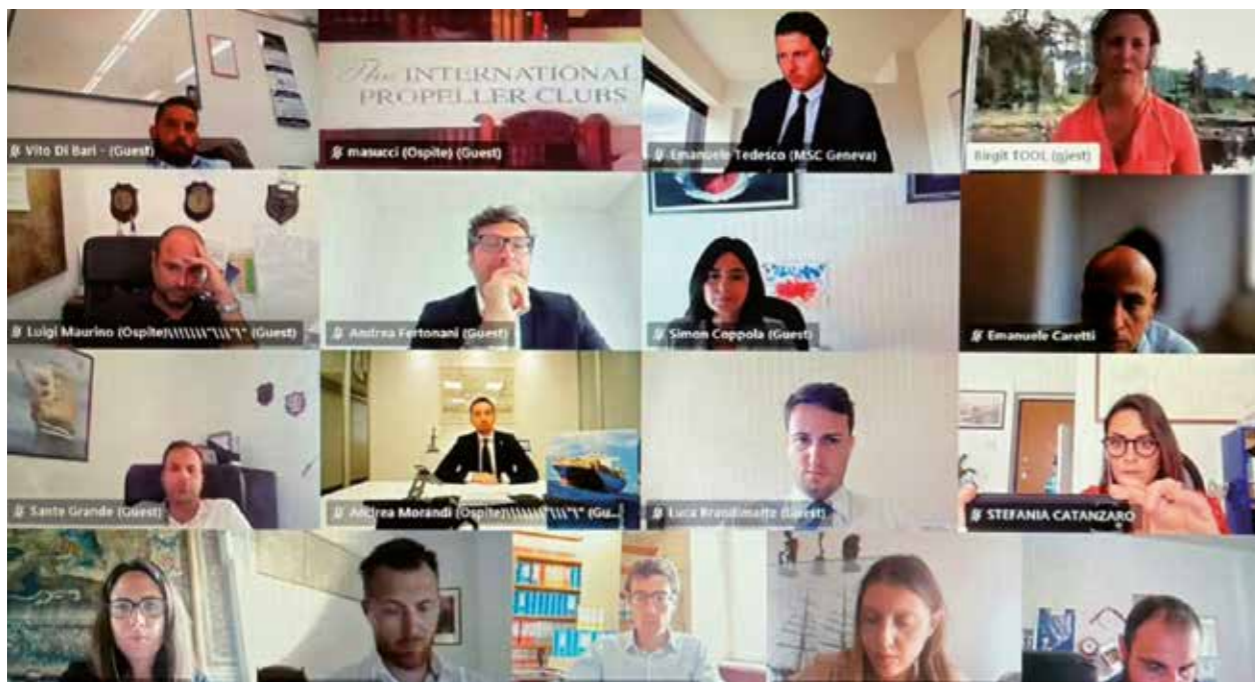 The INTERNATIONAL
PROPELLER CLUBS
Vito Di Bari - (Guest)
masucci (Ospite) (Guest)
Emanuele Tedesco (MSC Geneva)
Birgit TOOL (gjest)
Luigi Maurino (Ospite)\\\\\\\"\\\"\" (Guest)
Andrea Fertonani (Guest)
Simon Coppola (Guest)
Emanuele Caretti
Sante Grande (Guest)
Andrea Morandi (Ospite)\\\\\\\"\\\"\" (Gu...
Luca Brandimarte (Guest)
STEFANIA CATANZARO